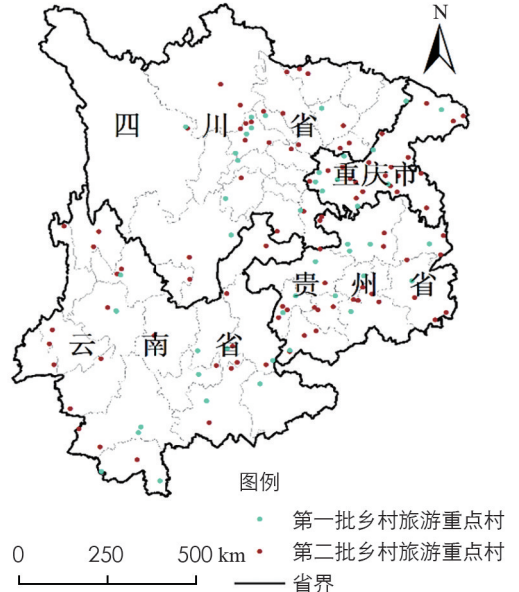 N
四川省
重庆市
贵州省
云南省
图例
第一批乡村旅游重点村
第二批乡村旅游重点村
省界
0 250 500 km